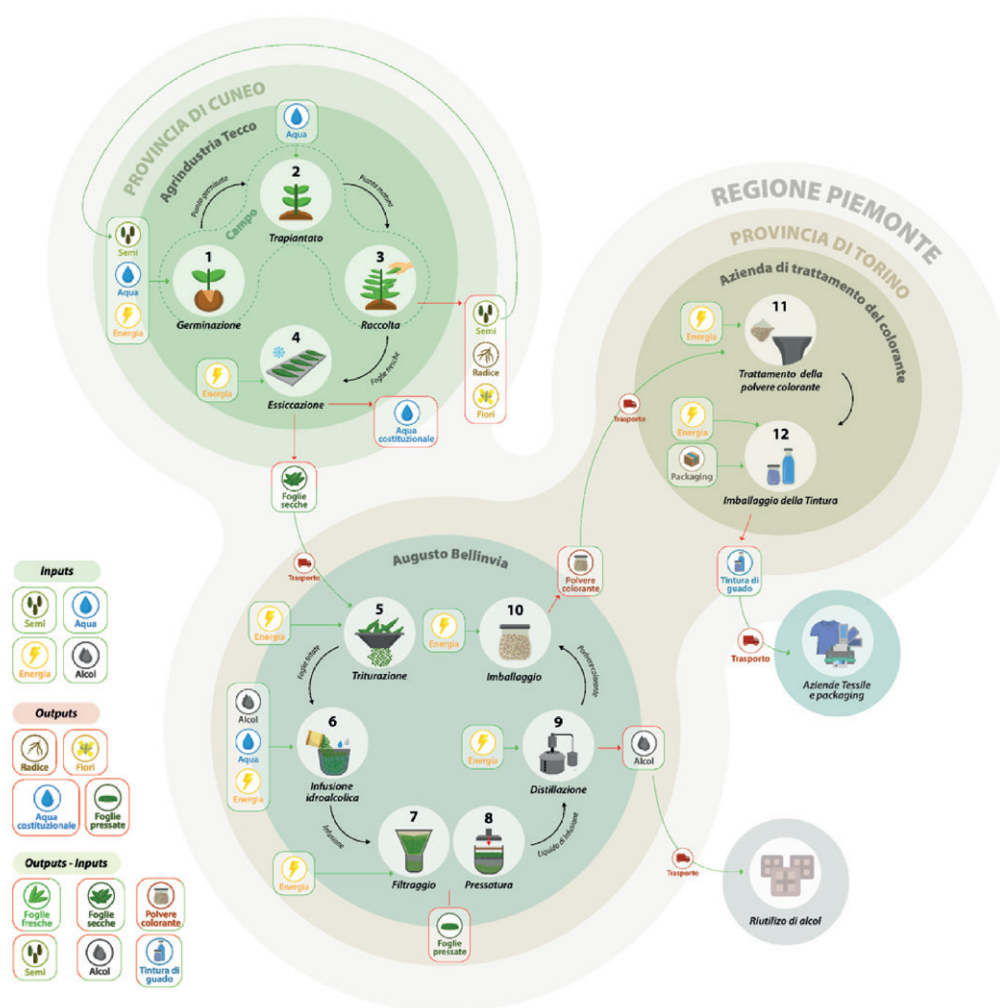 PROVINCIA DI CUNEO
Agrindustria Tecco
Aqua
2
Trapiantato
Pianta germinata
Pianta matura
Campo
Semi
Aqua
Energia
1
Germinazione
3
Raccolta
Semi
Radice
Fiori
4
Essiccazione
Foglie fresche
Energia
Aqua
costituzionale
Foglie
secche
Trasporto
REGIONE PIEMONTE
PROVINCIA DI TORINO
Azienda di trattamento del colorante
11
Trattamento della
polvere colorante
Energia
Trasporto
Energia
Packaging
12
Imballaggio della Tintura
Tintura di
guado
Trasporto
Aziende Tessile
e packaging
Augusto Bellinvia
Polvere
colorante
Energia
5
Triturazione
Energia
10
Imballaggio
Foglie tritate
Polvere colorante
Alcol
Aqua
Energia
6
Infusione
idroalcolica
Energia
9
Distillazione
Alcol
Infusione
Liquido di Infusione
Energia
7
Filtraggio
8
Pressatura
Foglie
pressate
Trasporto
Riutilizo di alcol
Inputs
Semi
Aqua
Energia
Alcol
Outputs
Radice
Fiori
Aqua
costituzionale
Foglie
pressate
Outputs - Inputs
Foglie
fresche
Foglie
secche
Polvere
colorante
Semi
Alcol
Tintura di
guado